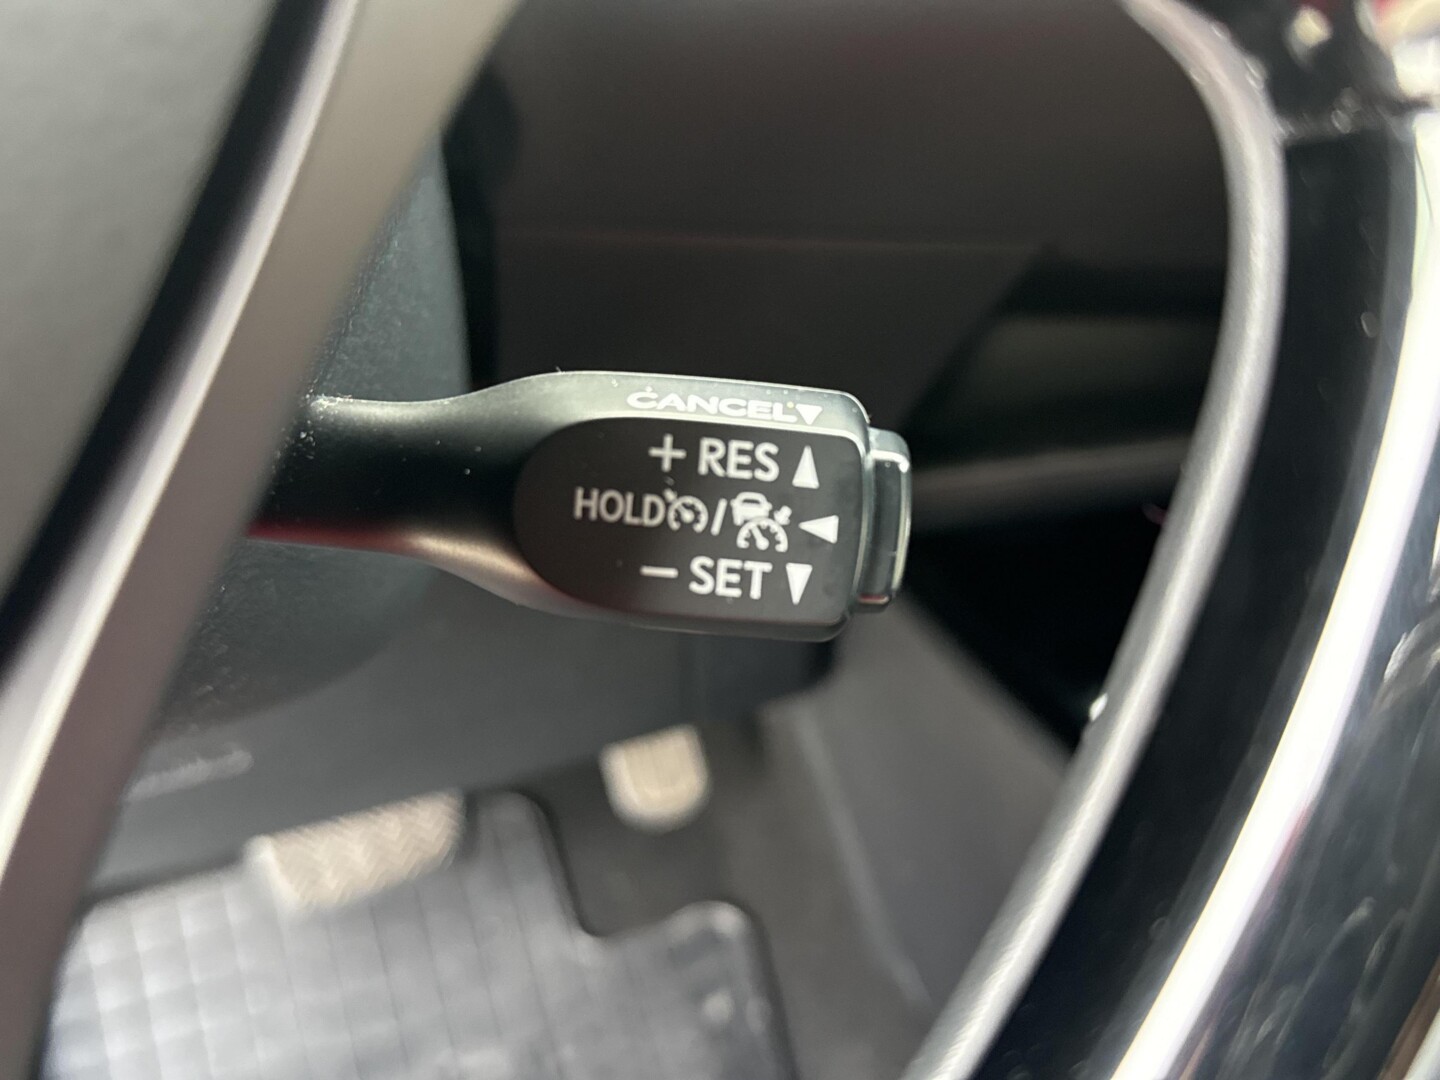 CANCEL▼
+ RES ▲
HOLD / ◀
− SET ▼